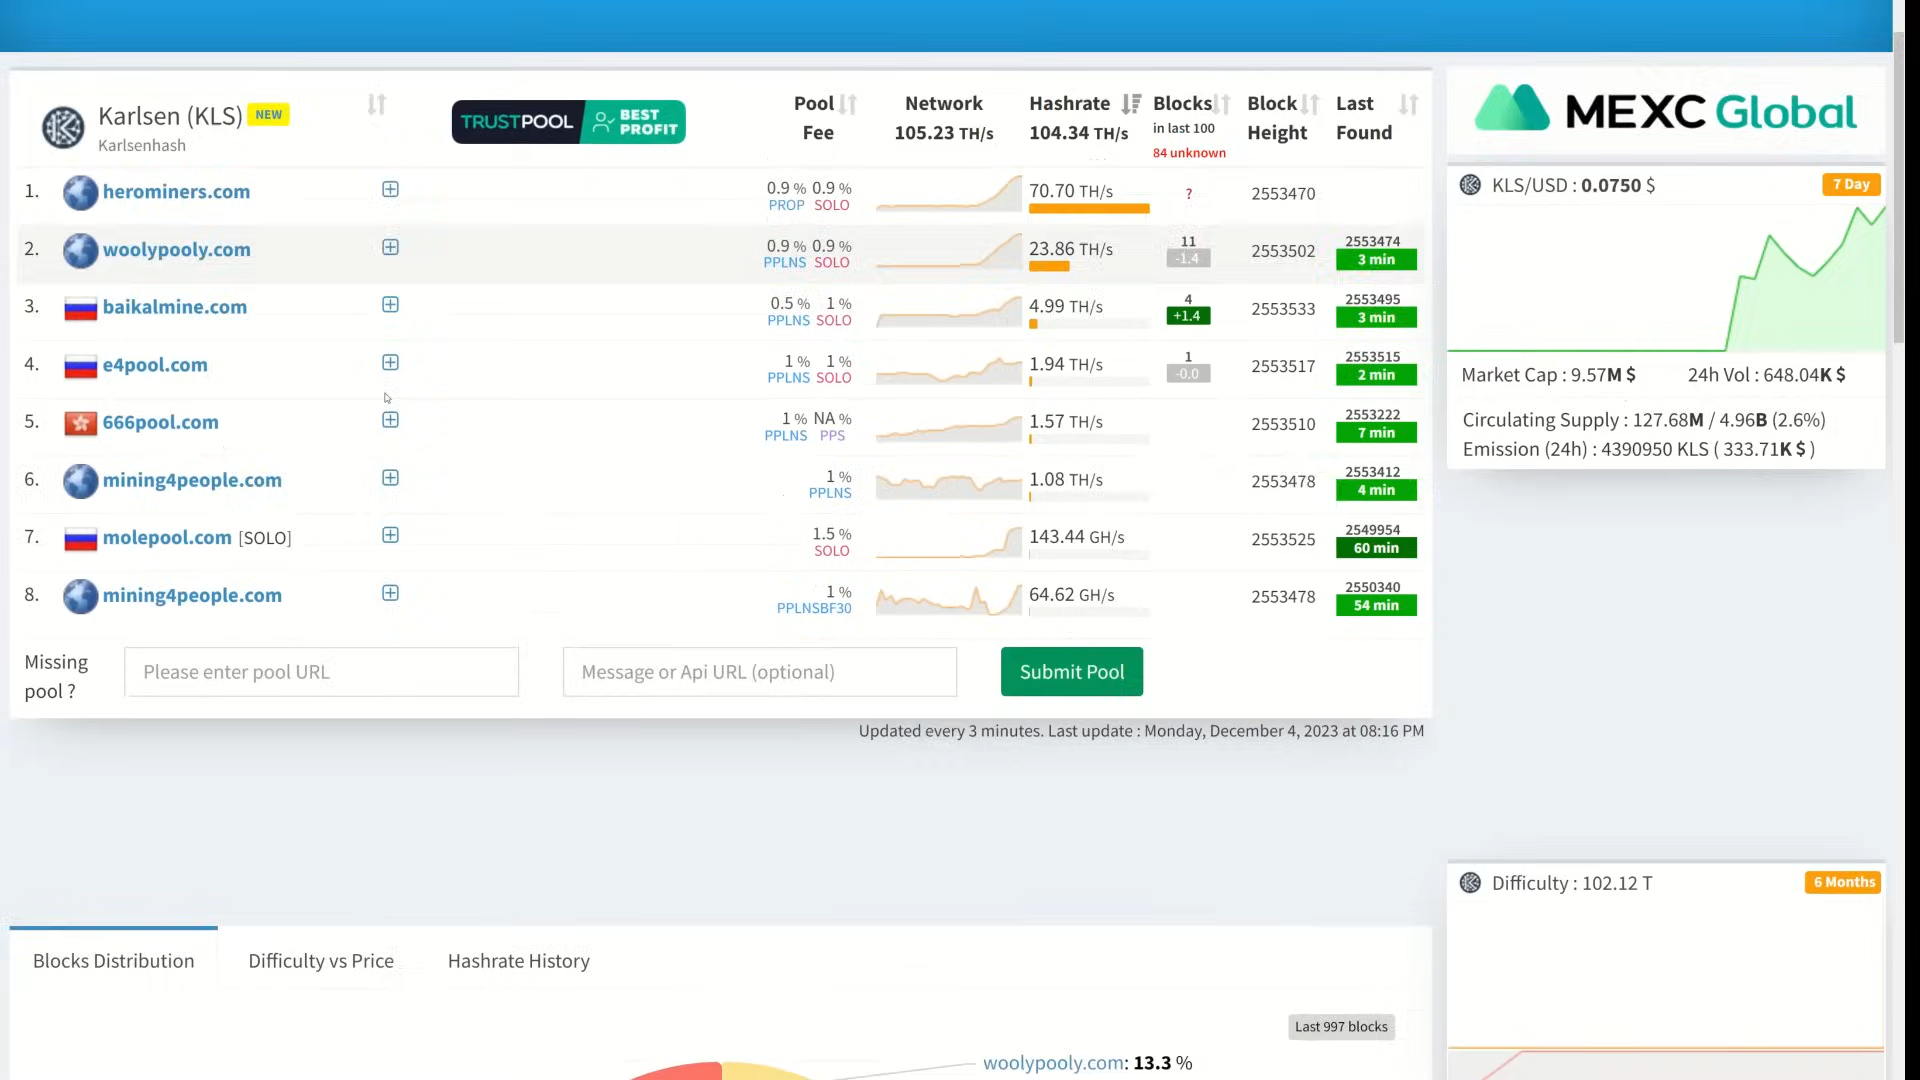 Karlsen (KLS) NEW
Karlsenhash
TRUSTPOOL BEST PROFIT
Pool Fee
Network 105.23 TH/s
Hashrate 104.34 TH/s
Blocks in last 100
84 unknown
Block Height
Last Found
1. herominers.com 0.9 % PROP 0.9 % SOLO 70.70 TH/s ? 2553470
2. woolypooly.com 0.9 % PPLNS 0.9 % SOLO 23.86 TH/s 11 -1.4 2553502 2553474 3 min
3. baikalmine.com 0.5 % PPLNS 1 % SOLO 4.99 TH/s 4 +1.4 2553533 2553495 3 min
4. e4pool.com 1 % PPLNS 1 % SOLO 1.94 TH/s 1 -0.0 2553517 2553515 2 min
5. 666pool.com 1 % PPLNS NA % PPS 1.57 TH/s 2553510 2553222 7 min
6. mining4people.com 1 % PPLNS 1.08 TH/s 2553478 2553412 4 min
7. molepool.com [SOLO] 1.5 % SOLO 143.44 GH/s 2553525 2549954 60 min
8. mining4people.com 1 % PPLNSBF30 64.62 GH/s 2553478 2550340 54 min
Missing pool ? Please enter pool URL Message or Api URL (optional) Submit Pool
Updated every 3 minutes. Last update : Monday, December 4, 2023 at 08:16 PM
MEXC Global
KLS/USD : 0.0750 $ 7 Day
Market Cap : 9.57M $ 24h Vol : 648.04K $
Circulating Supply : 127.68M / 4.96B (2.6%)
Emission (24h) : 4390950 KLS ( 333.71K $ )
Difficulty : 102.12 T 6 Months
Blocks Distribution Difficulty vs Price Hashrate History
Last 997 blocks
woolypooly.com: 13.3 %